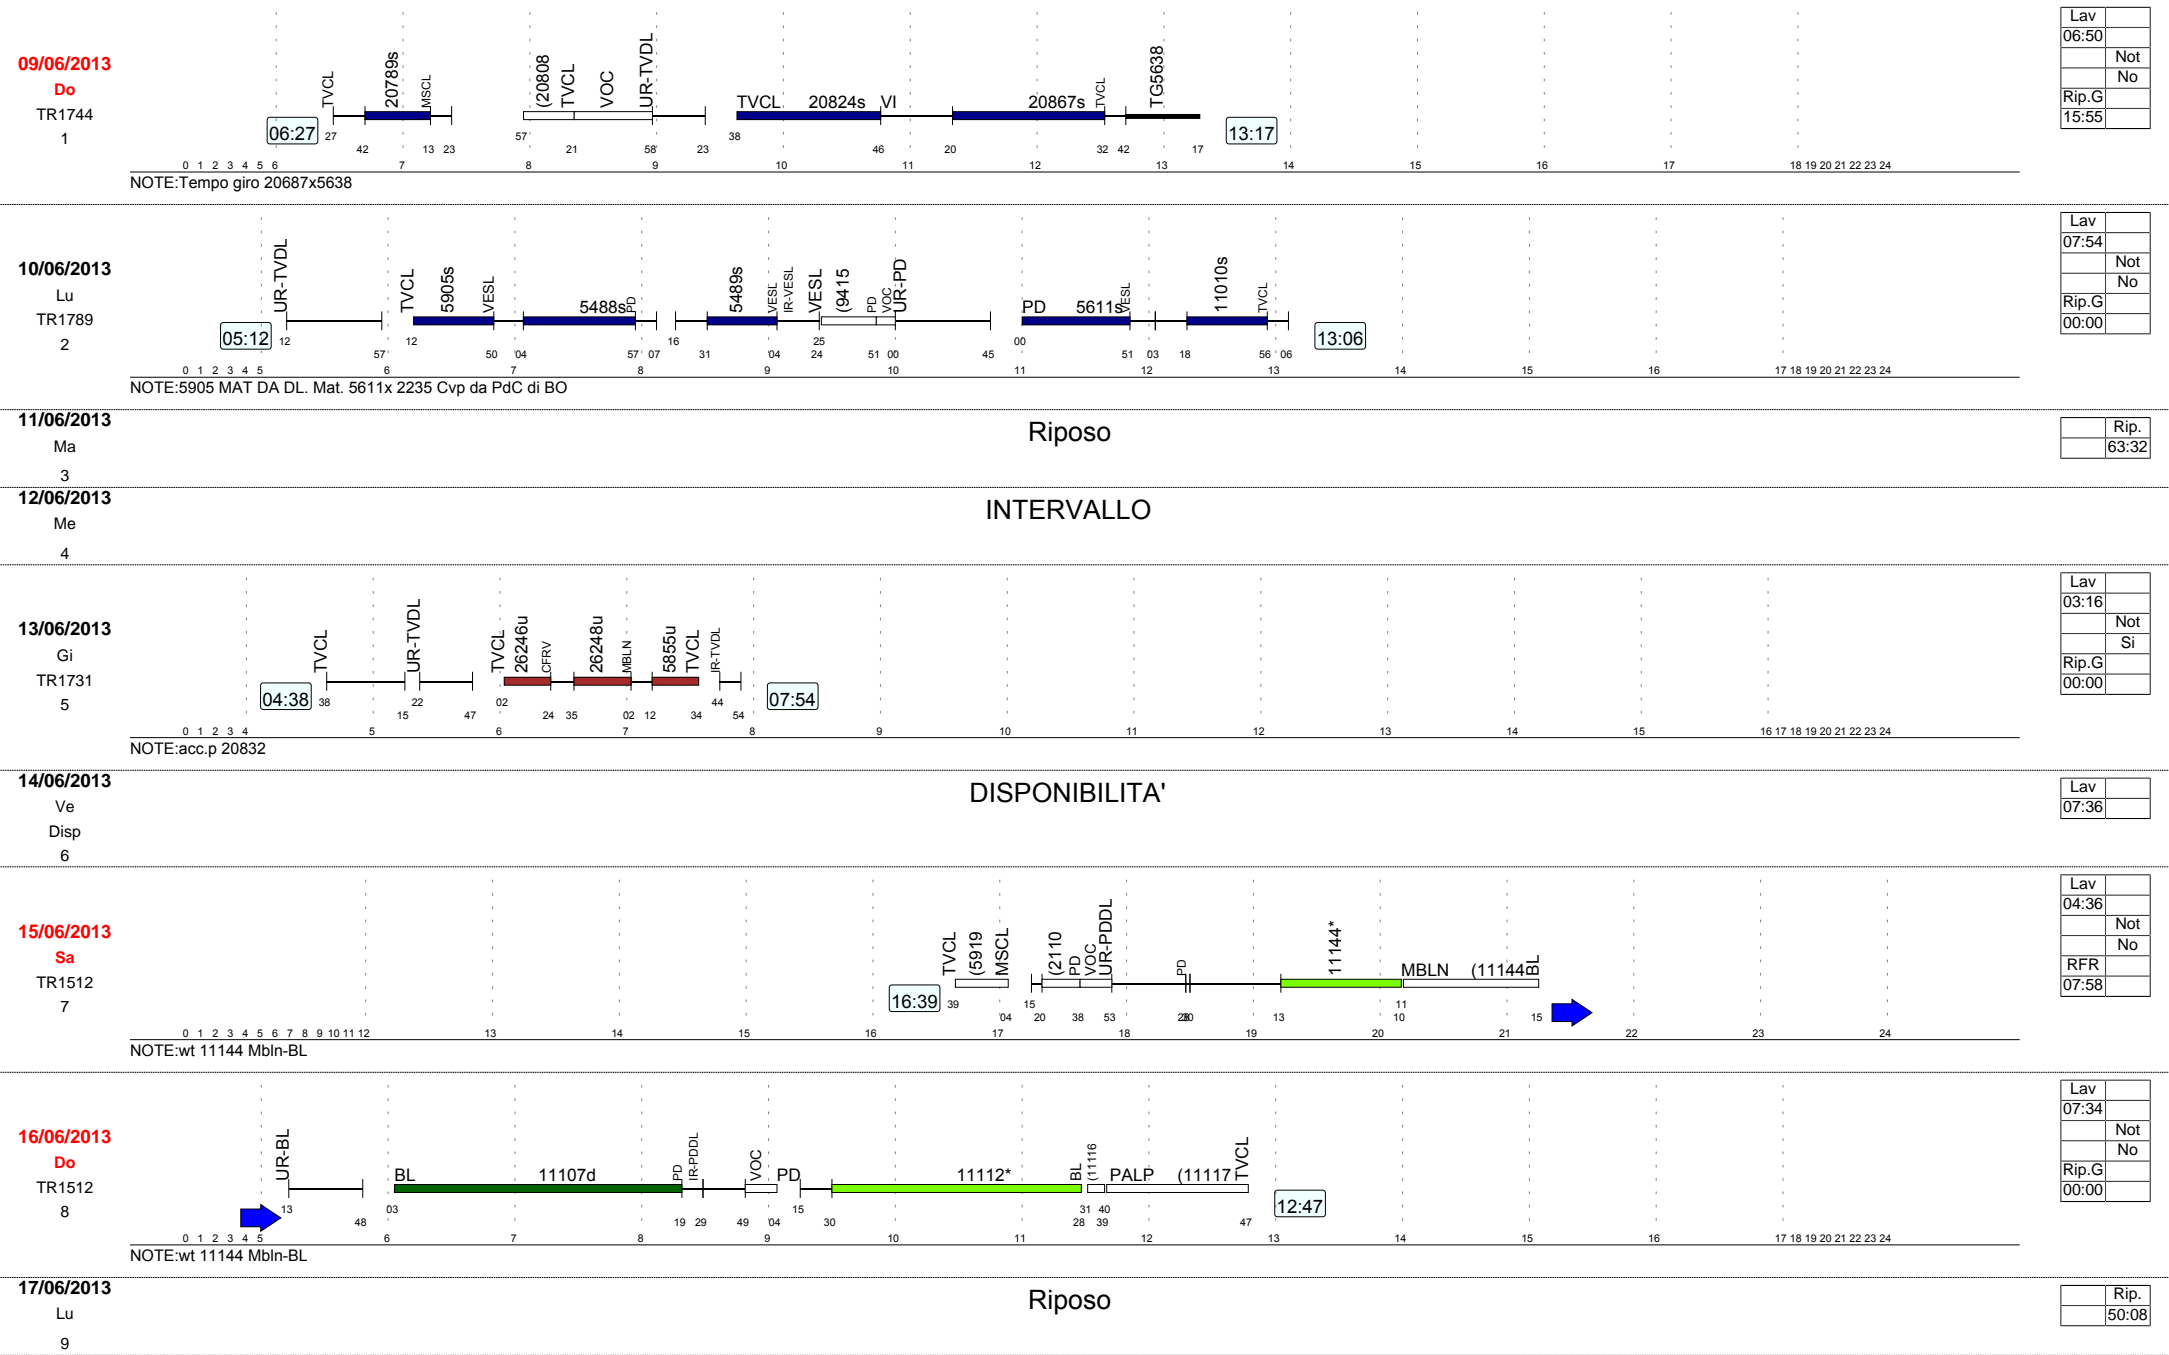 09/06/2013
Do
TR1744
1
06:27
TVCL 20789s MSCL (20808 TVCL VOC UR-TVDL TVCL 20824s VI 20867s TVCL TG5638
13:17
27 57 21 58 38
42 13 23 23 46 20 32 42 17
0 1 2 3 4 5 6 7 8 9 10 11 12 13 14 15 16 17 18 19 20 21 22 23 24
NOTE:Tempo giro 20687x5638
Lav
06:50
Not
No
Rip.G
15:55
10/06/2013
Lu
TR1789
2
05:12
UR-TVDL TVCL 5905s VESL 5488s PD 5489s VESL IR-VESL VESL (9415 PD VOC UR-PD PD 5611s VESL 11010s TVCL
13:06
12 12 16 25 00
57 50 04 57 07 31 04 24 51 00 45 51 03 18 56 06
0 1 2 3 4 5 6 7 8 9 10 11 12 13 14 15 16 17 18 19 20 21 22 23 24
NOTE:5905 MAT DA DL. Mat. 5611x 2235 Cvp da PdC di BO
Lav
07:54
Not
No
Rip.G
00:00
11/06/2013
Ma
3
Riposo
Rip.
63:32
12/06/2013
Me
4
INTERVALLO
13/06/2013
Gi
TR1731
5
04:38
TVCL UR-TVDL TVCL 26246u CFRV 26248u MBLN 5855u TVCL IR-TVDL
07:54
38 22 02 44
15 47 24 35 02 12 34 54
0 1 2 3 4 5 6 7 8 9 10 11 12 13 14 15 16 17 18 19 20 21 22 23 24
NOTE:acc.p 20832
Lav
03:16
Not
Si
Rip.G
00:00
14/06/2013
Ve
Disp
6
DISPONIBILITA'
Lav
07:36
15/06/2013
Sa
TR1512
7
16:39
TVCL (5919 MSCL (2110 PD VOC UR-PDDL PD 11144* MBLN (11144 BL
39 15 11
04 20 38 53 13 10 15
0 1 2 3 4 5 6 7 8 9 10 11 12 13 14 15 16 17 18 19 20 21 22 23 24
NOTE:wt 11144 Mbln-BL
Lav
04:36
Not
No
RFR
07:58
16/06/2013
Do
TR1512
8
UR-BL BL 11107d PD IR-PDDL VOC PD 11112* BL (11116 PALP (11117 TVCL
12:47
13 03 15 31 40
48 19 29 49 04 30 28 39 47
0 1 2 3 4 5 6 7 8 9 10 11 12 13 14 15 16 17 18 19 20 21 22 23 24
NOTE:wt 11144 Mbln-BL
Lav
07:34
Not
No
Rip.G
00:00
17/06/2013
Lu
9
Riposo
Rip.
50:08